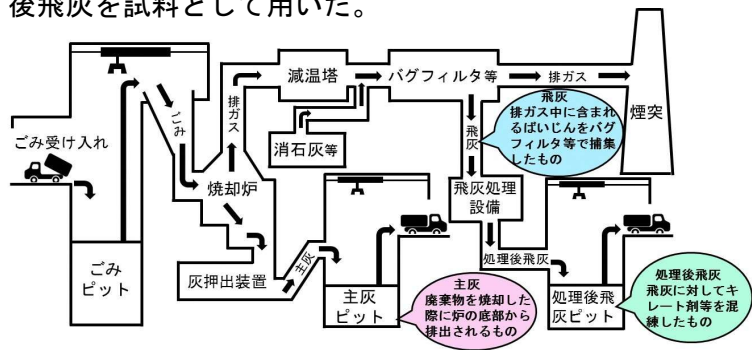 後飛灰を試料として用いた。
ごみ受け入れ
ごみ
ピット
ごみ
焼却炉
灰押出装置
排ガス
減温塔
消石灰等
バグフィルタ等
排ガス
煙突
飛灰
飛灰
排ガス中に含まれ
るばいじんをバグ
フィルタ等で捕集
したもの
飛灰処理
設備
処理後飛灰
主灰
主灰
ピット
主灰
廃棄物を焼却した
際に炉の底部から
排出されるもの
処理後飛
灰ピット
処理後飛灰
飛灰に対してキ
レート剤等を混
練したもの